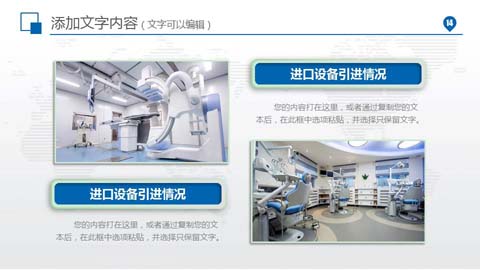 添加文字内容（文字可以编辑）
14
进口设备引进情况
您的内容打在这里，或者通过复制您的文
本后，在此框中选项粘贴，并选择只保留文字。
进口设备引进情况
您的内容打在这里，或者通过复制您的文
本后，在此框中选项粘贴，并选择只保留文字。